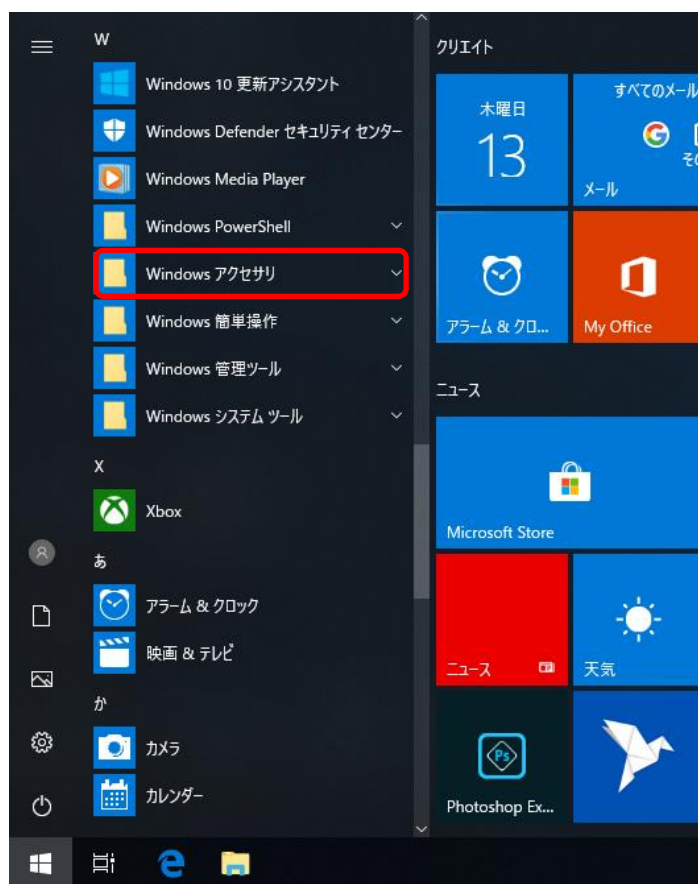 W
Windows 10 更新アシスタント
Windows Defender セキュリティ センター
Windows Media Player
Windows PowerShell
Windows アクセサリ
Windows 簡単操作
Windows 管理ツール
Windows システム ツール
X
Xbox
あ
アラーム & クロック
映画 & テレビ
か
カメラ
カレンダー
クリエイト
木曜日
13
すべてのメール
G
その
メール
アラーム & クロ...
My Office
ニュース
Microsoft Store
ニュース
天気
Ps
Photoshop Ex...